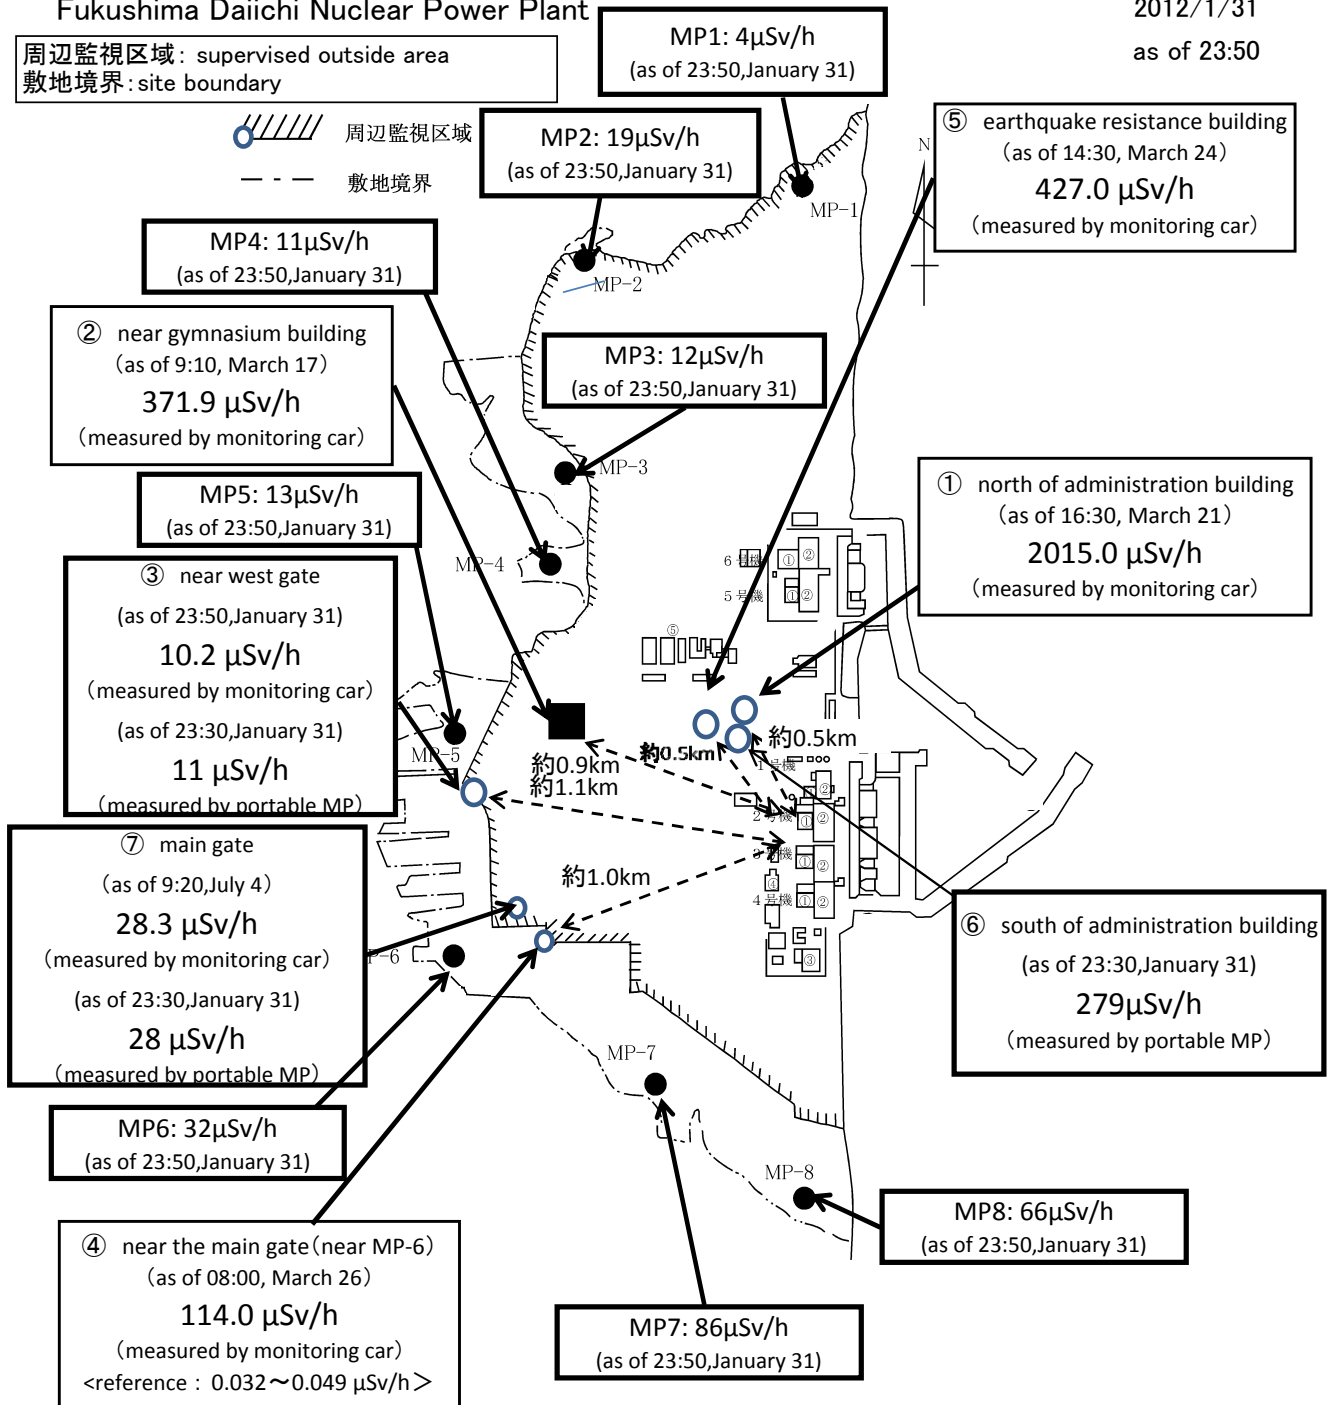 Fukushima Daiichi Nuclear Power Plant
2012/1/31
as of 23:50
周辺監視区域: supervised outside area
敷地境界:site boundary
周辺監視区域
敷地境界
MP1: 4μSv/h
(as of 23:50,January 31)
MP2: 19μSv/h
(as of 23:50,January 31)
⑤ earthquake resistance building
(as of 14:30, March 24)
427.0 μSv/h
(measured by monitoring car)
N
MP-1
MP4: 11μSv/h
(as of 23:50,January 31)
MP-2
② near gymnasium building
(as of 9:10, March 17)
371.9 μSv/h
(measured by monitoring car)
MP3: 12μSv/h
(as of 23:50,January 31)
MP-3
MP5: 13μSv/h
(as of 23:50,January 31)
① north of administration building
(as of 16:30, March 21)
2015.0 μSv/h
(measured by monitoring car)
MP-4
6号機
① ②
5号機
① ②
③ near west gate
(as of 23:50,January 31)
10.2 μSv/h
(measured by monitoring car)
(as of 23:30,January 31)
11 μSv/h
(measured by portable MP)
⑤
MP-5
約0.5km
約0.5km
約0.9km
約1.1km
1号機
②
2号機
① ②
3号機
① ②
④
4号機
① ②
③
約1.0km
⑦ main gate
(as of 9:20,July 4)
28.3 μSv/h
(measured by monitoring car)
(as of 23:30,January 31)
28 μSv/h
(measured by portable MP)
P-6
⑥ south of administration building
(as of 23:30,January 31)
279μSv/h
(measured by portable MP)
MP-7
MP6: 32μSv/h
(as of 23:50,January 31)
MP-8
MP8: 66μSv/h
(as of 23:50,January 31)
④ near the main gate(near MP-6)
(as of 08:00, March 26)
114.0 μSv/h
(measured by monitoring car)
<reference : 0.032～0.049 μSv/h>
MP7: 86μSv/h
(as of 23:50,January 31)